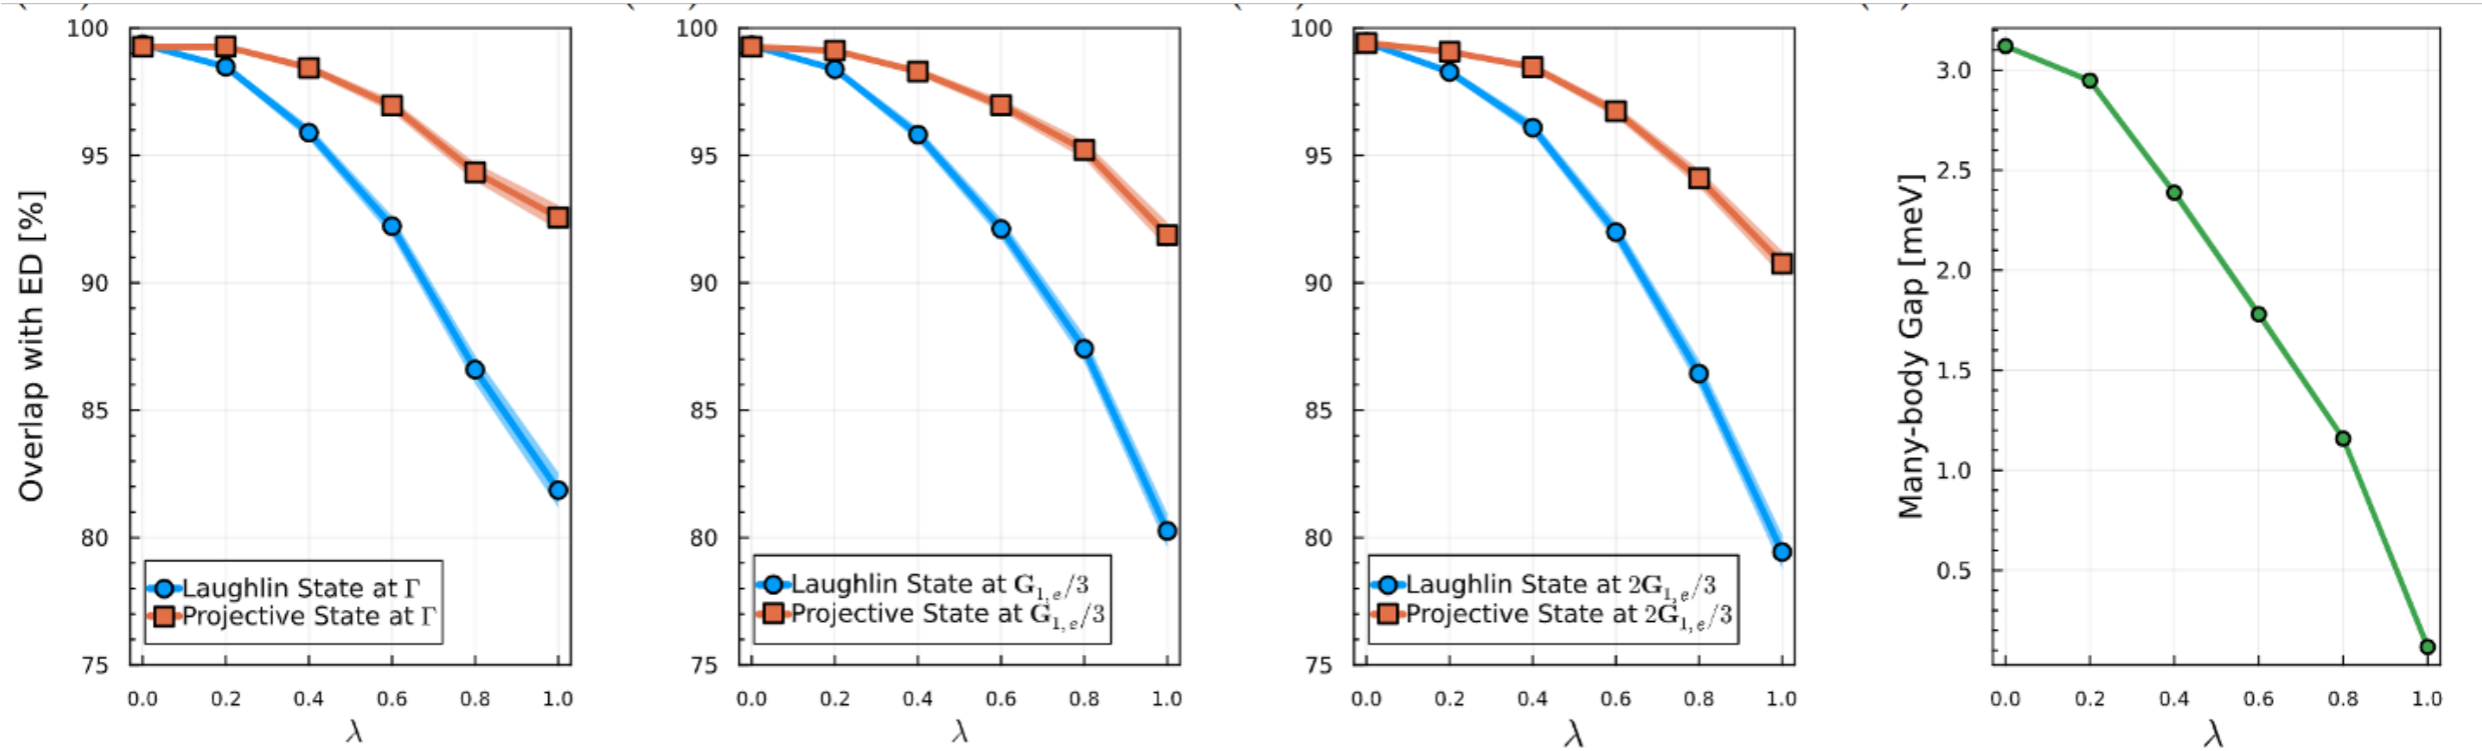 Overlap with ED [%]
100
95
90
85
80
75
Laughlin State at Γ
Projective State at Γ
0.0 0.2 0.4 0.6 0.8 1.0
λ
100
95
90
85
80
75
Laughlin State at G₁,ₑ/3
Projective State at G₁,ₑ/3
0.0 0.2 0.4 0.6 0.8 1.0
λ
100
95
90
85
80
75
Laughlin State at 2G₁,ₑ/3
Projective State at 2G₁,ₑ/3
0.0 0.2 0.4 0.6 0.8 1.0
λ
Many-body Gap [meV]
3.0
2.5
2.0
1.5
1.0
0.5
0.0 0.2 0.4 0.6 0.8 1.0
λ